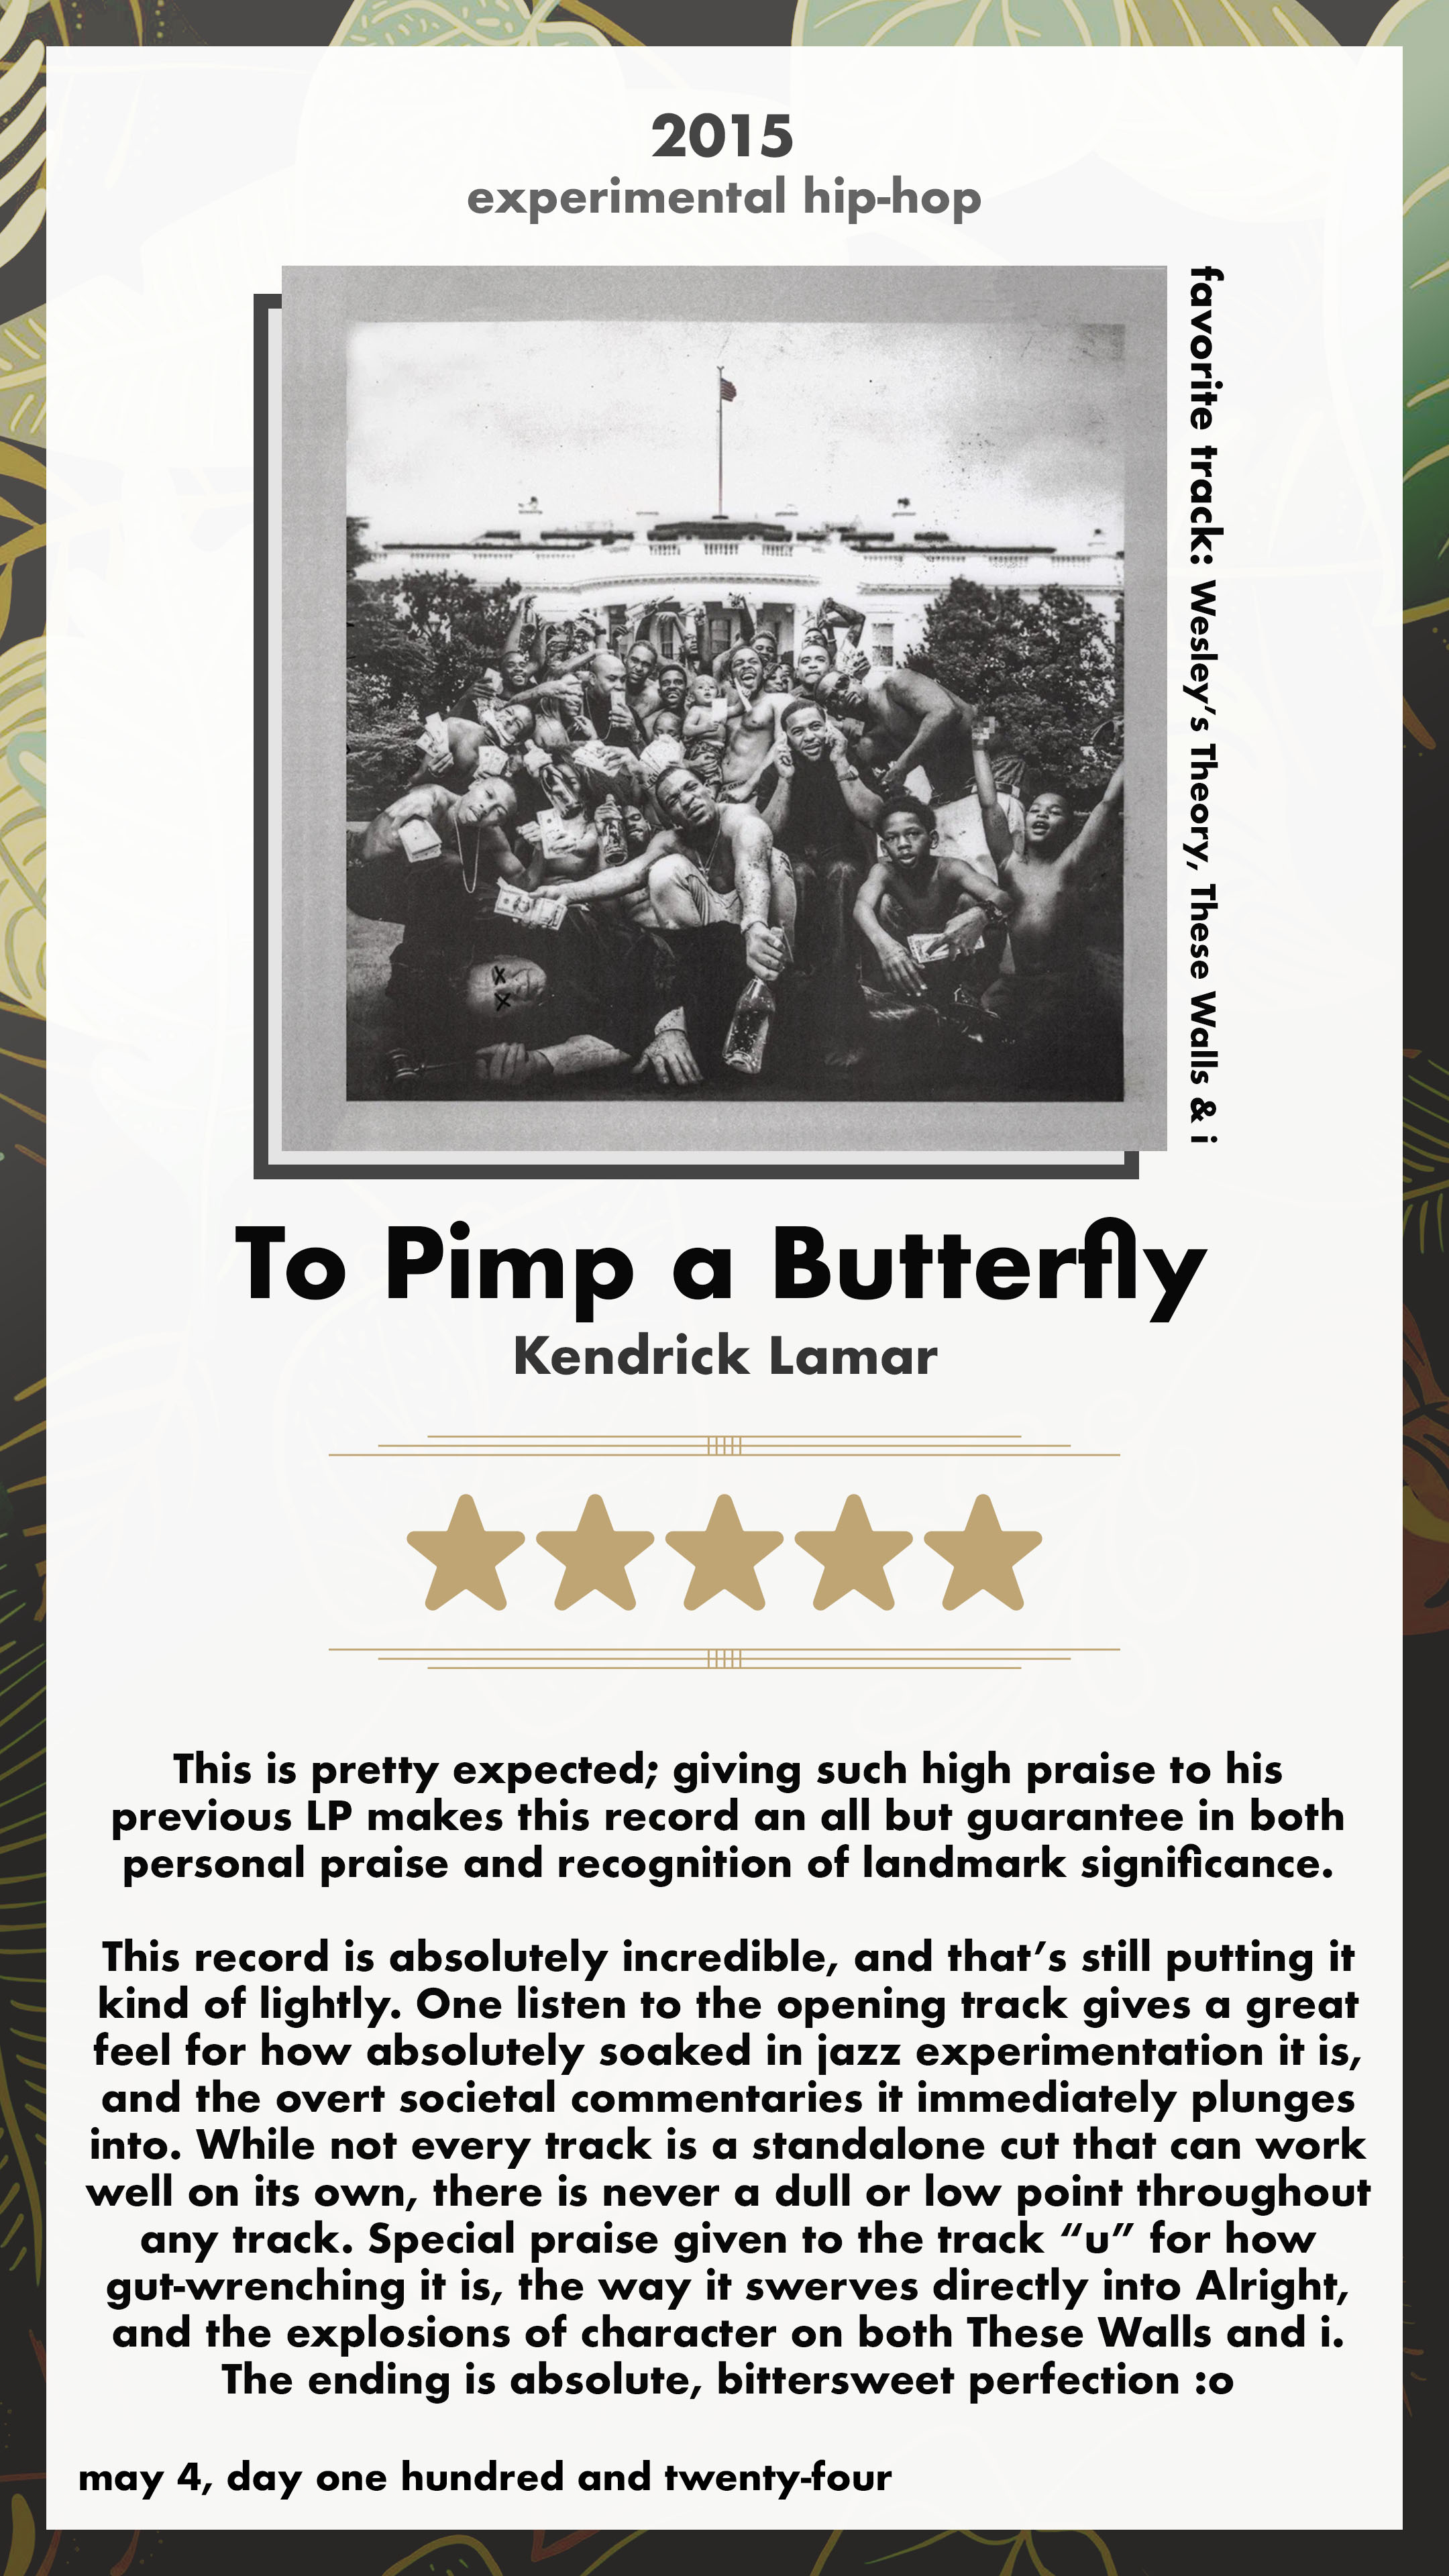 2015
experimental hip-hop
favorite track: Wesley’s Theory, These Walls & i
To Pimp a Butterfly
Kendrick Lamar
This is pretty expected; giving such high praise to his
previous LP makes this record an all but guarantee in both
personal praise and recognition of landmark significance.
This record is absolutely incredible, and that’s still putting it
kind of lightly. One listen to the opening track gives a great
feel for how absolutely soaked in jazz experimentation it is,
and the overt societal commentaries it immediately plunges
into. While not every track is a standalone cut that can work
well on its own, there is never a dull or low point throughout
any track. Special praise given to the track “u” for how
gut-wrenching it is, the way it swerves directly into Alright,
and the explosions of character on both These Walls and i.
The ending is absolute, bittersweet perfection :o
may 4, day one hundred and twenty-four